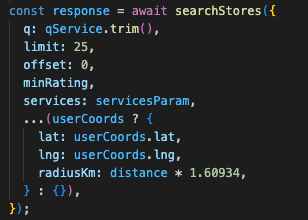 const response = await searchStores({
  q: qService.trim(),
  limit: 25,
  offset: 0,
  minRating,
  services: servicesParam,
  ...(userCoords ? {
    lat: userCoords.lat,
    lng: userCoords.lng,
    radiusKm: distance * 1.60934,
  } : {}),
});